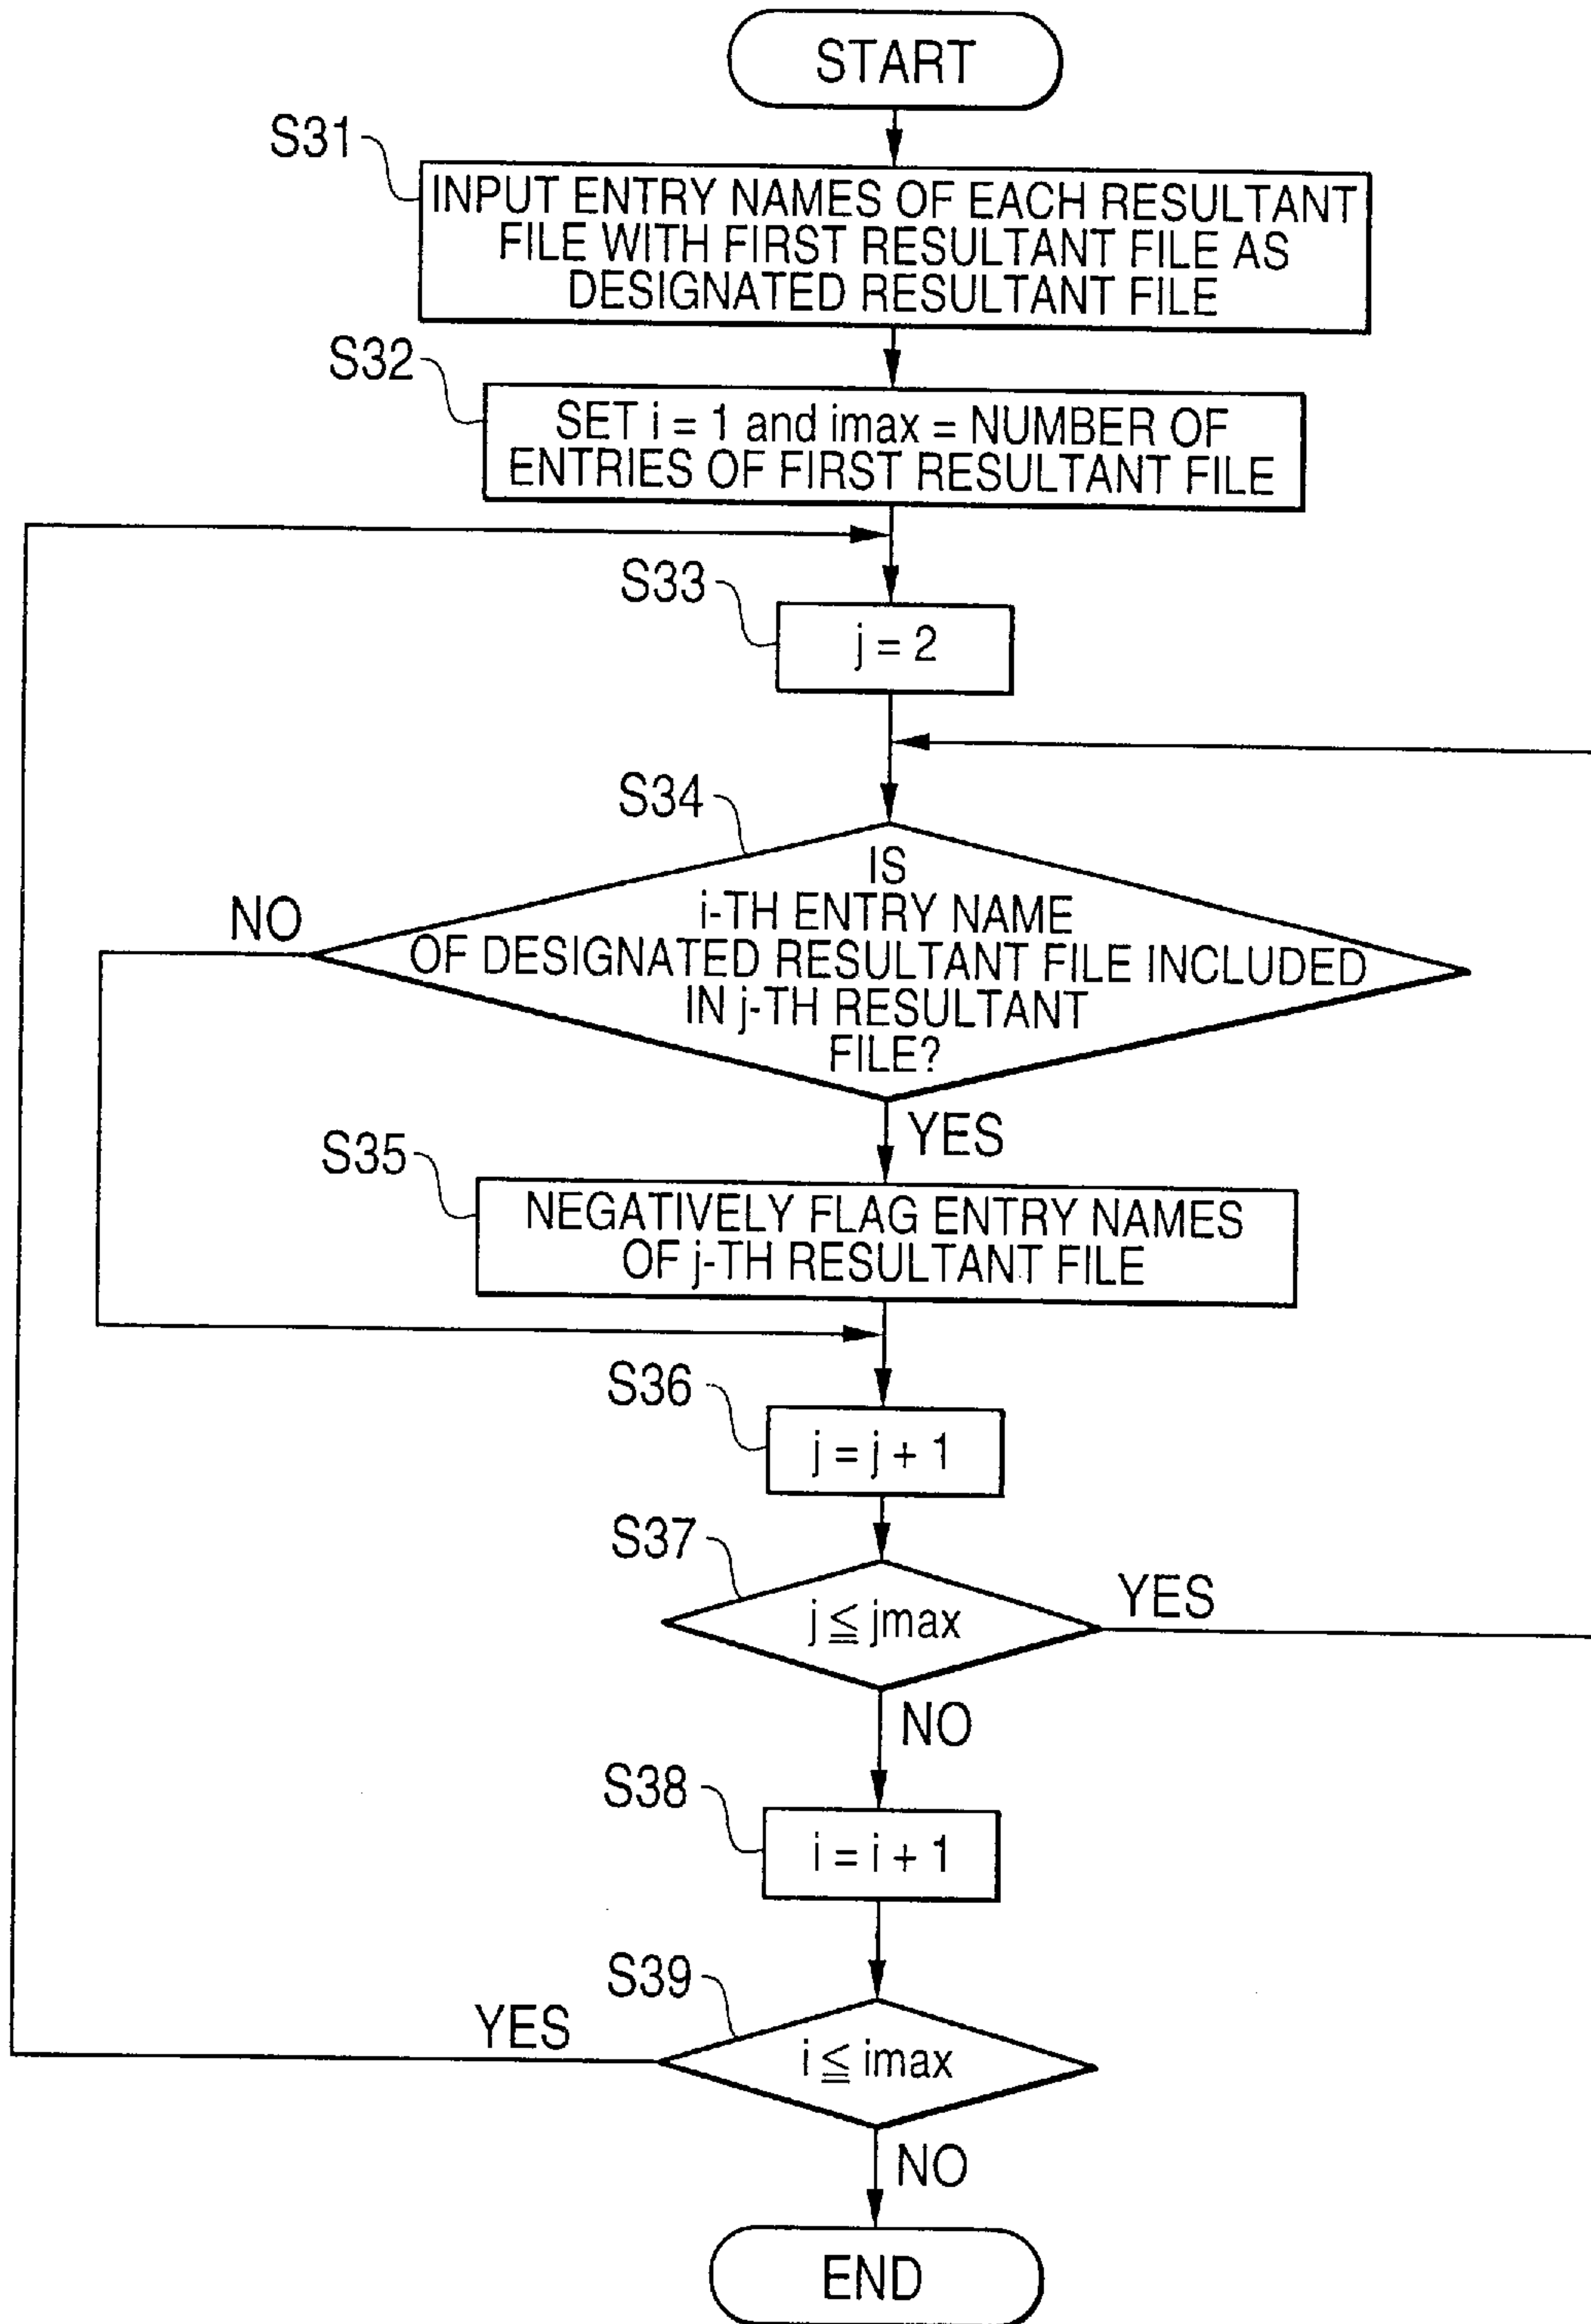 START
S31
INPUT ENTRY NAMES OF EACH RESULTANT
FILE WITH FIRST RESULTANT FILE AS
DESIGNATED RESULTANT FILE
S32
SET i = 1 and imax = NUMBER OF
ENTRIES OF FIRST RESULTANT FILE
S33
j = 2
S34
IS
i-TH ENTRY NAME
OF DESIGNATED RESULTANT FILE INCLUDED
IN j-TH RESULTANT
FILE?
NO
YES
S35
NEGATIVELY FLAG ENTRY NAMES
OF j-TH RESULTANT FILE
S36
j = j + 1
S37
j ≦ jmax
YES
NO
S38
i = i + 1
S39
i ≦ imax
YES
NO
END